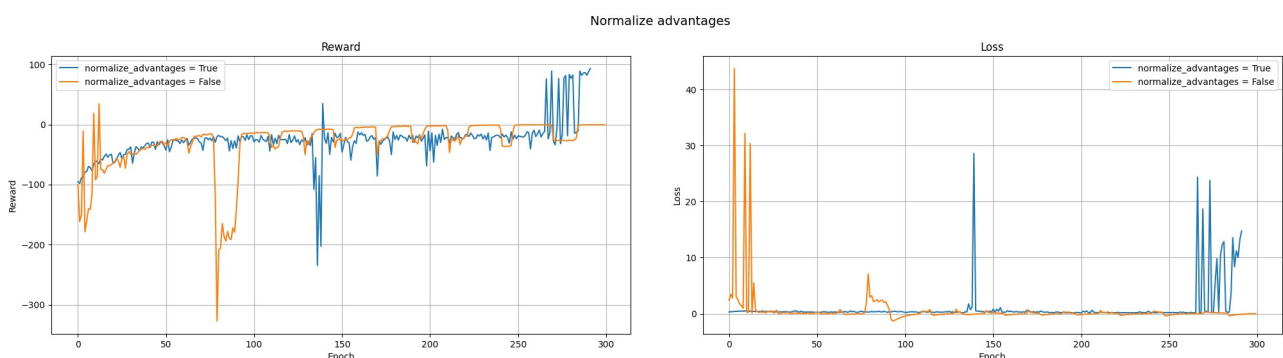 Normalize advantages
Reward
normalize_advantages = True
normalize_advantages = False
100
0
−100
−200
−300
Reward
0
50
100
150
200
250
300
Epoch
Loss
normalize_advantages = True
normalize_advantages = False
40
30
20
10
0
Loss
0
50
100
150
200
250
300
Epoch